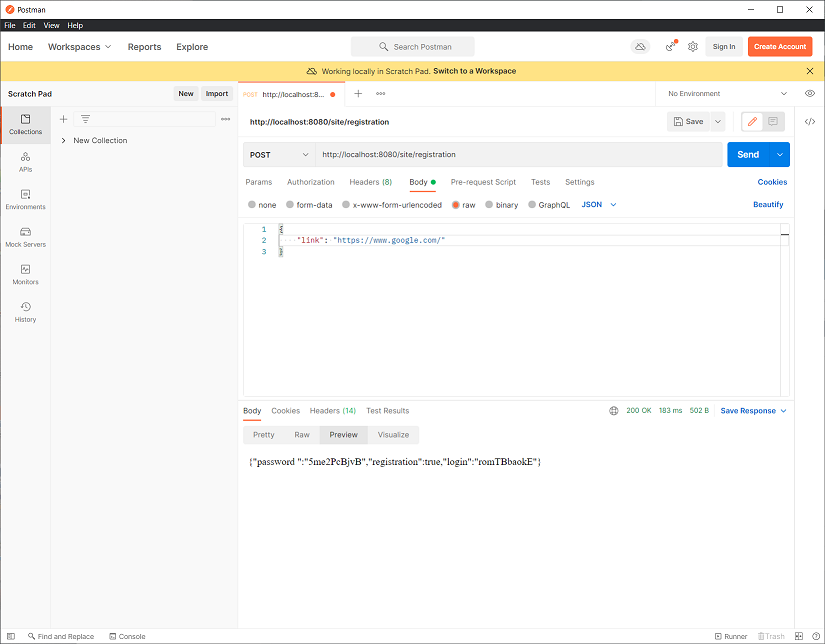 Postman
File Edit View Help
Home Workspaces Reports Explore Search Postman Sign In Create Account
Working locally in Scratch Pad. Switch to a Workspace
Scratch Pad New Import POST http://localhost:8... No Environment
Collections
APIs
Environments
Mock Servers
Monitors
History
New Collection
http://localhost:8080/site/registration Save
POST http://localhost:8080/site/registration Send
Params Authorization Headers (8) Body Pre-request Script Tests Settings Cookies
none form-data x-www-form-urlencoded raw binary GraphQL JSON Beautify
1 {
2 "link": "https://www.google.com/"
3 }
Body Cookies Headers (14) Test Results 200 OK 183 ms 502 B Save Response
Pretty Raw Preview Visualize
{"password ":"5me2PcBjvB","registration":true,"login":"romTBbaokE"}
Find and Replace Console Runner Trash